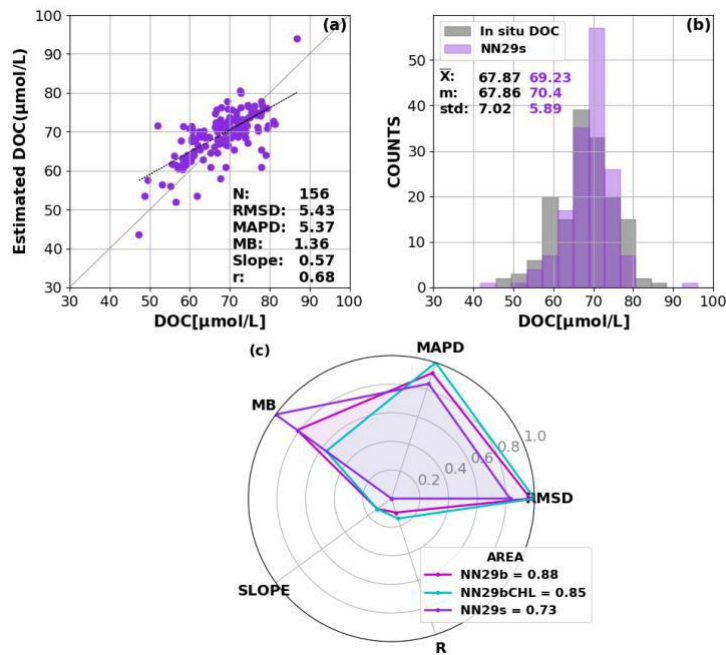 (a)
Estimated DOC(μmol/L)
100
90
80
70
60
50
40
30
N: 156
RMSD: 5.43
MAPD: 5.37
MB: 1.36
Slope: 0.57
r: 0.68
30 40 50 60 70 80 90 100
DOC[μmol/L]
(b)
In situ DOC
NN29s
X: 67.87 69.23
m: 67.86 70.4
std: 7.02 5.89
COUNTS
60
50
40
30
20
10
0
30 40 50 60 70 80 90 100
DOC[μmol/L]
(c)
MAPD
MB
1.0
0.8
0.6
0.4
0.2
RMSD
SLOPE
R
AREA
NN29b = 0.88
NN29bCHL = 0.85
NN29s = 0.73